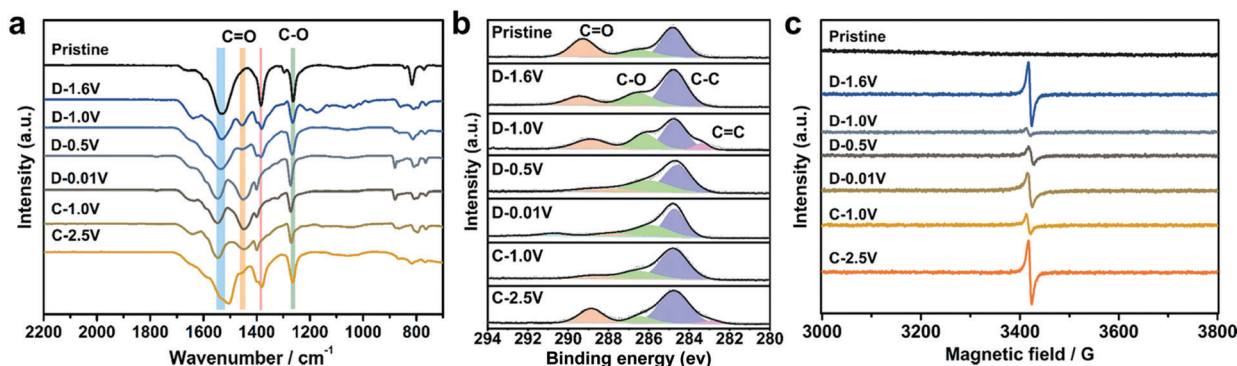 a
C=O C-O
Pristine
D-1.6V
D-1.0V
D-0.5V
D-0.01V
C-1.0V
C-2.5V
Intensity (a.u.)
2200 2000 1800 1600 1400 1200 1000 800
Wavenumber / cm⁻¹
b
Pristine C=O
D-1.6V C-O C-C
D-1.0V C=C
D-0.5V
D-0.01V
C-1.0V
C-2.5V
Intensity (a.u.)
294 292 290 288 286 284 282 280
Binding energy (ev)
c
Pristine
D-1.6V
D-1.0V
D-0.5V
D-0.01V
C-1.0V
C-2.5V
Intensity (a.u.)
3000 3200 3400 3600 3800
Magnetic field / G